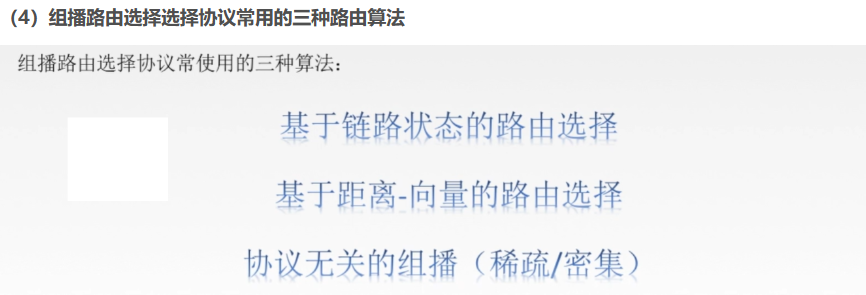 （4）组播路由选择选择协议常用的三种路由算法
组播路由选择协议常使用的三种算法：
基于链路状态的路由选择
基于距离-向量的路由选择
协议无关的组播（稀疏/密集）